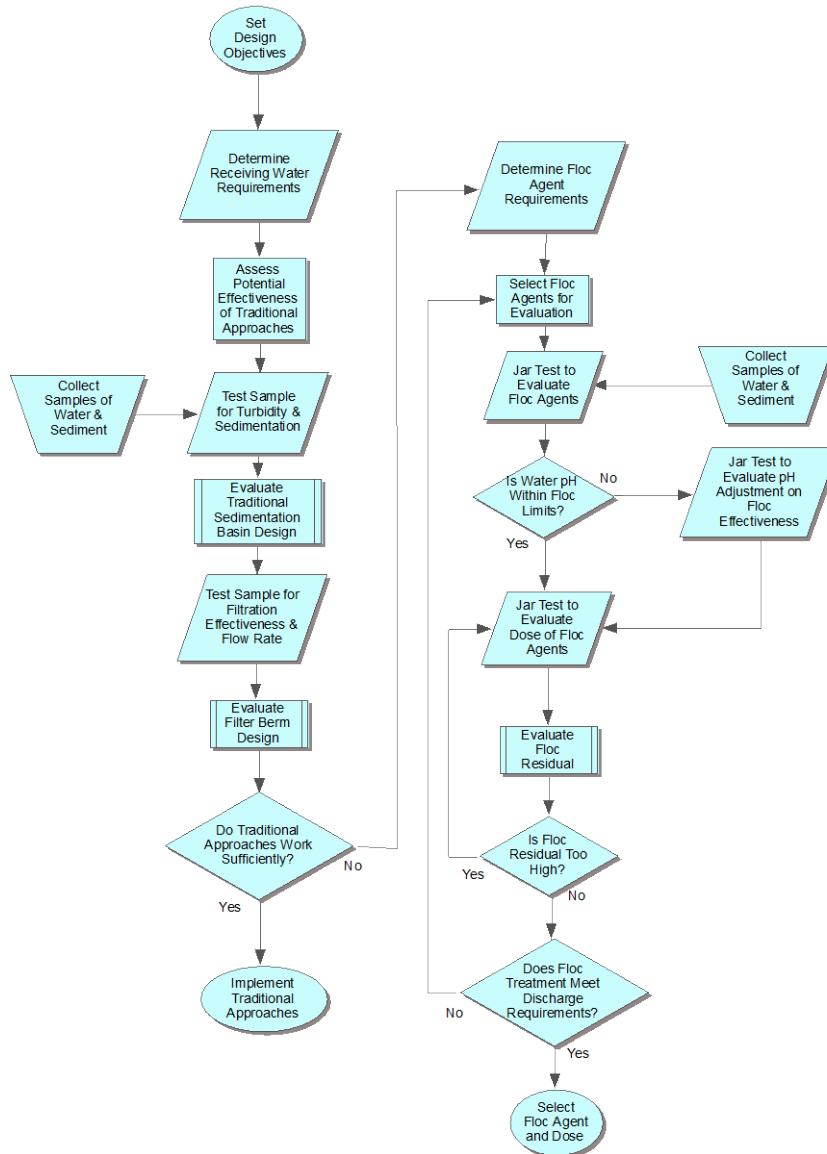 Set
Design
Objectives
Determine
Receiving Water
Requirements
Assess
Potential
Effectiveness
of Traditional
Approaches
Collect
Samples of
Water &
Sediment
Test Sample
for Turbidity &
Sedimentation
Evaluate
Traditional
Sedimentation
Basin Design
Test Sample for
Filtration
Effectiveness &
Flow Rate
Evaluate
Filter Berm
Design
Do Traditional
Approaches Work
Sufficiently?
No
Yes
Implement
Traditional
Approaches
Determine Floc
Agent
Requirements
Select Floc
Agents for
Evaluation
Jar Test to
Evaluate
Floc Agents
Collect
Samples of
Water &
Sediment
Is Water pH
Within Floc
Limits?
No
Yes
Jar Test to
Evaluate pH
Adjustment on
Floc
Effectiveness
Jar Test to
Evaluate
Dose of Floc
Agents
Evaluate
Floc
Residual
Is Floc
Residual Too
High?
Yes
No
Does Floc
Treatment Meet
Discharge
Requirements?
No
Yes
Select
Floc Agent
and Dose